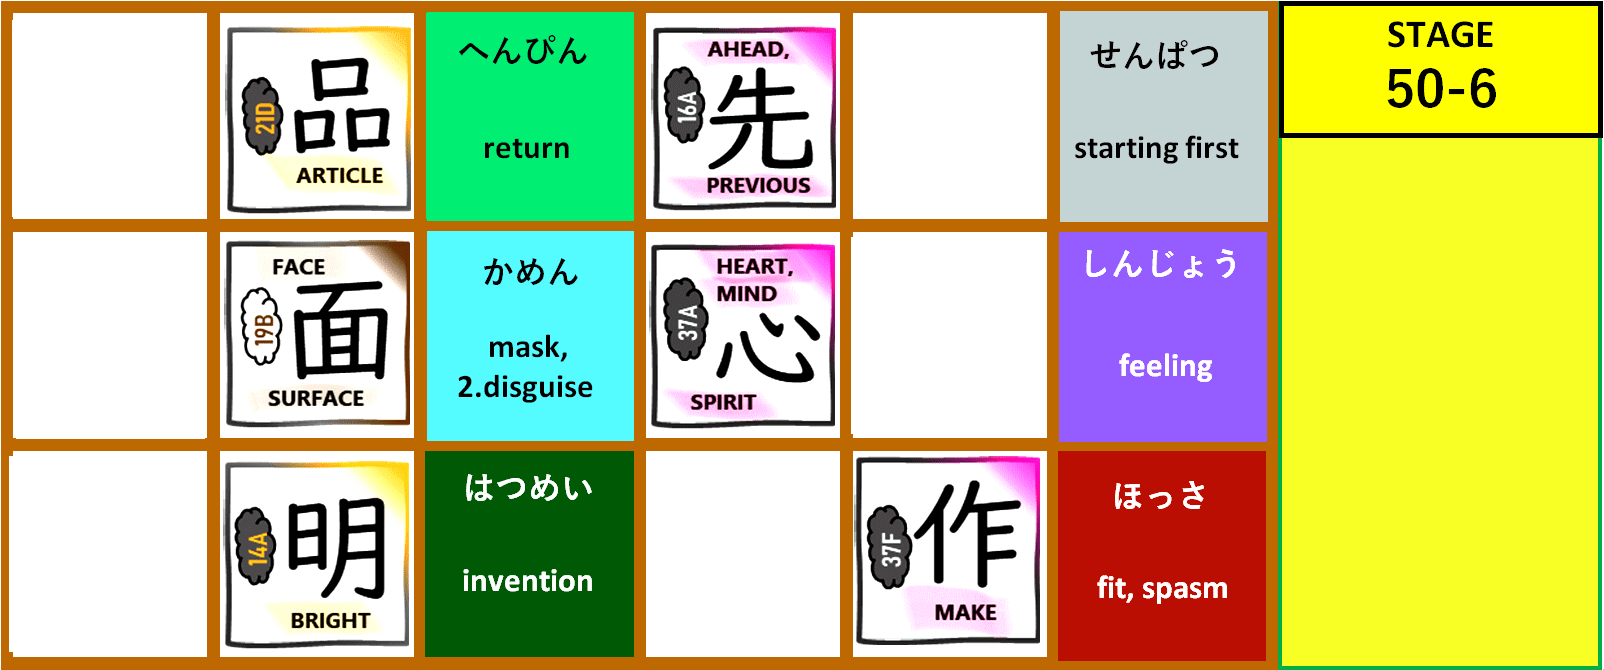 21D
品
ARTICLE
へんぴん
return
AHEAD,
16A
先
PREVIOUS
せんぱつ
starting first
STAGE
50-6
FACE
19B
面
SURFACE
かめん
mask,
2.disguise
HEART,
MIND
37A
心
SPIRIT
しんじょう
feeling
14A
明
BRIGHT
はつめい
invention
37F
作
MAKE
ほっさ
fit, spasm